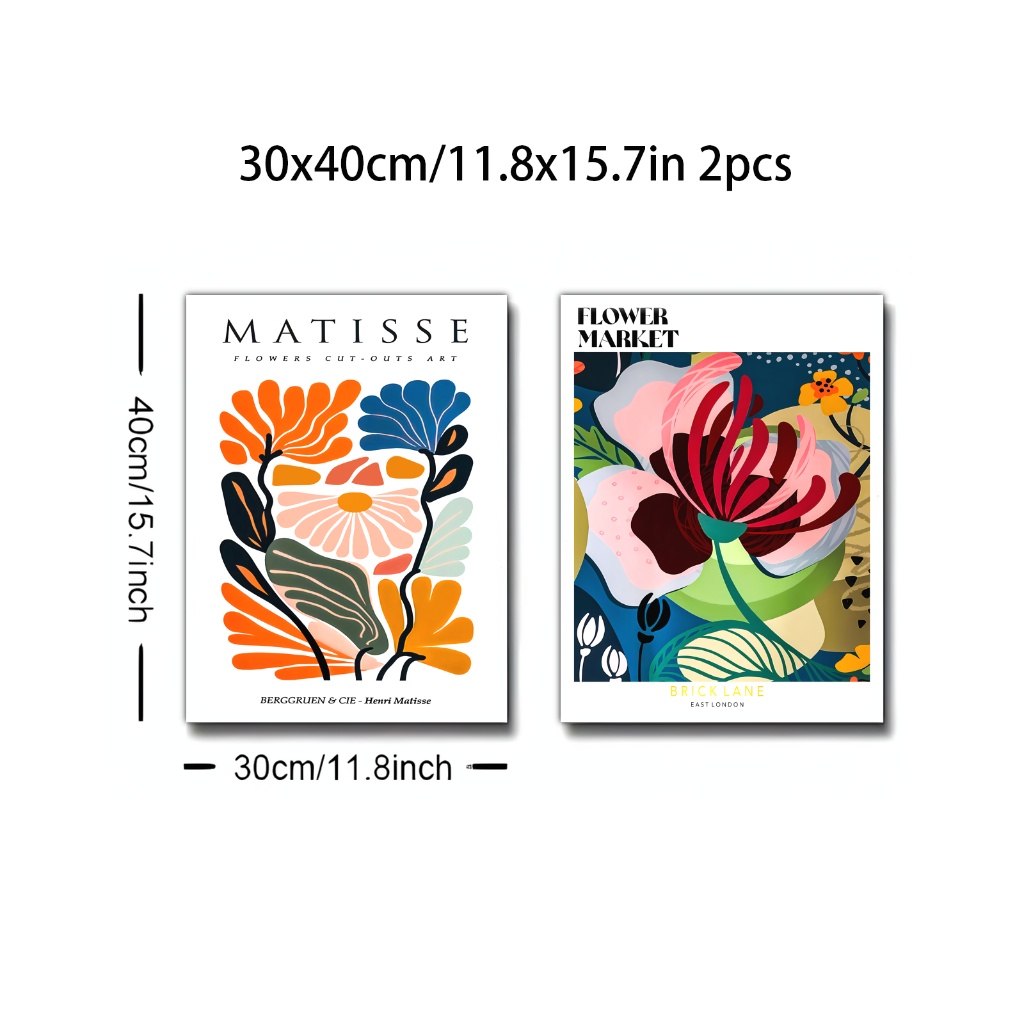 30x40cm/11.8x15.7in 2pcs
MATISSE
FLOWERS CUT-OUTS ART
BERGGRUEN & CIE - Henri Matisse
FLOWER
MARKET
BRICK LANE
EAST LONDON
40cm/15.7inch
30cm/11.8inch